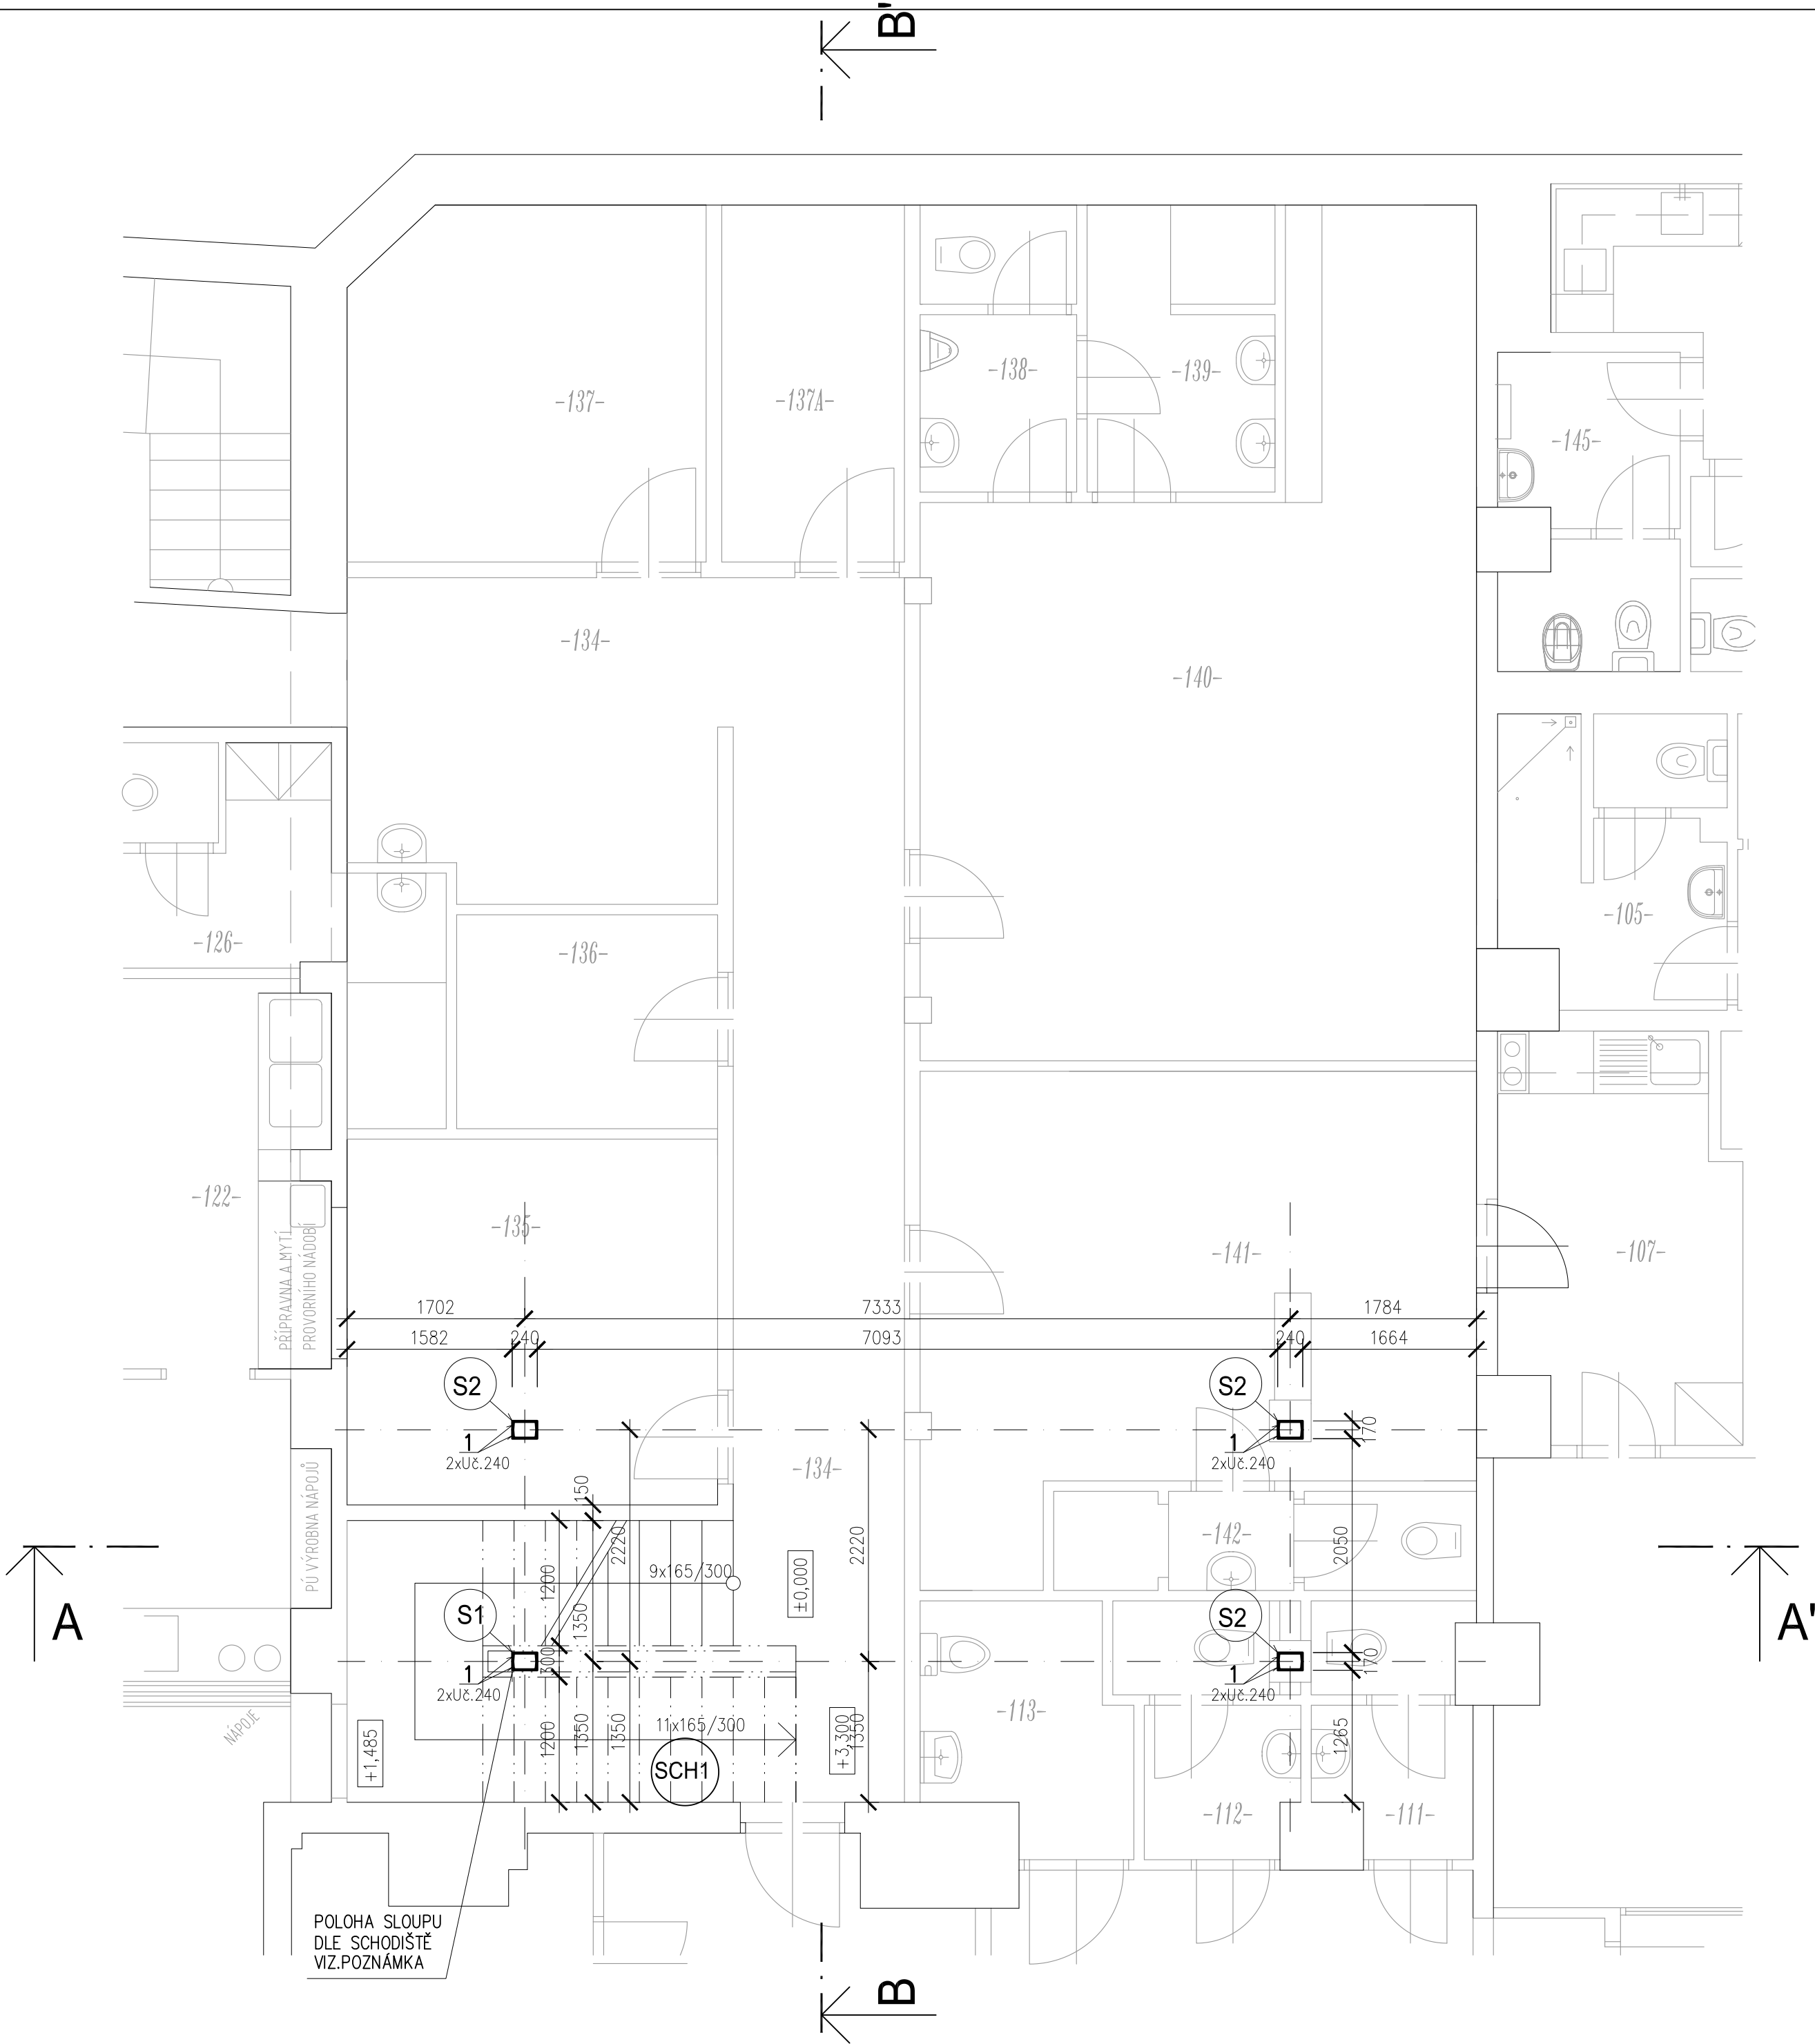 B'
-137-
-137A-
-138-
-139-
-145-
-134-
-140-
-126-
-136-
-105-
-122-
-135-
-141-
-107-
PŘÍPRAVNA A MYTÍ
PROVORNÍHO NÁDOBÍ
1702
7333
1784
1582
240
7093
240
1664
S2
S2
1
2xUč.240
1
2xUč.240
170
-134-
PÚ VÝROBNA NÁPOJŮ
150
2220
2220
2050
-142-
9x165/300
±0,000
1200
1350
A
S1
S2
A'
300
170
1
2xUč.240
1
2xUč.240
NÁPOJE
-113-
11x165/300
+1,485
1200
1350
1350
+3,300
1350
1265
SCH1
-112-
-111-
POLOHA SLOUPU
DLE SCHODIŠTĚ
VIZ.POZNÁMKA
B